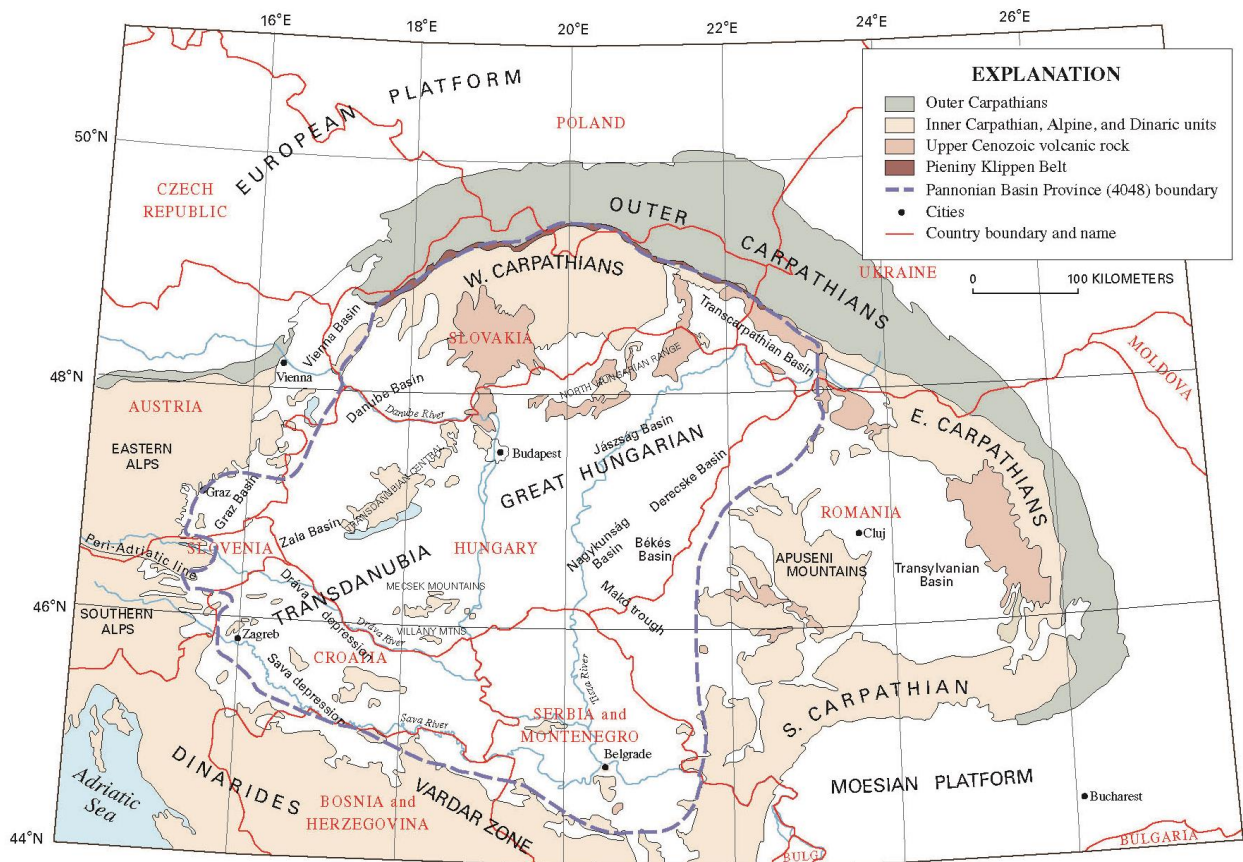 16°E
18°E
20°E
22°E
24°E
26°E
50°N
48°N
46°N
44°N
EXPLANATION
Outer Carpathians
Inner Carpathian, Alpine, and Dinaric units
Upper Cenozoic volcanic rock
Pieniny Klippen Belt
Pannonian Basin Province (4048) boundary
Cities
Country boundary and name
0
100 KILOMETERS
EUROPEAN PLATFORM
POLAND
CZECH
REPUBLIC
OUTER CARPATHIANS
UKRAINE
W. CARPATHIANS
SLOVAKIA
Transcarpathian Basin
MOLDOVA
Vienna Basin
Vienna
NORTH HUNGARIAN RANGE
AUSTRIA
Danube Basin
Danube River
E. CARPATHIANS
EASTERN
ALPS
Budapest
Jászság Basin
GREAT HUNGARIAN
TRANSDANUBIAN CENTRAL
Derecske Basin
Graz
Graz Basin
Zala Basin
ROMANIA
Cluj
Peri-Adriatic line
SLOVENIA
HUNGARY
Nagykunság
Basin
Békés
Basin
APUSENI
MOUNTAINS
Transylvanian
Basin
TRANSDANUBIA
MECSEK MOUNTAINS
Makó trough
SOUTHERN
ALPS
Dráva depression
Dráva River
VILLANY MTNS
Zagreb
CROATIA
Sava depression
Tisza River
S. CARPATHIAN
Sava River
SERBIA and
MONTENEGRO
Belgrade
DINARIDES
Adriatic
Sea
BOSNIA and
HERZEGOVINA
VARDAR ZONE
MOESIAN PLATFORM
Bucharest
BULGARIA
BULG